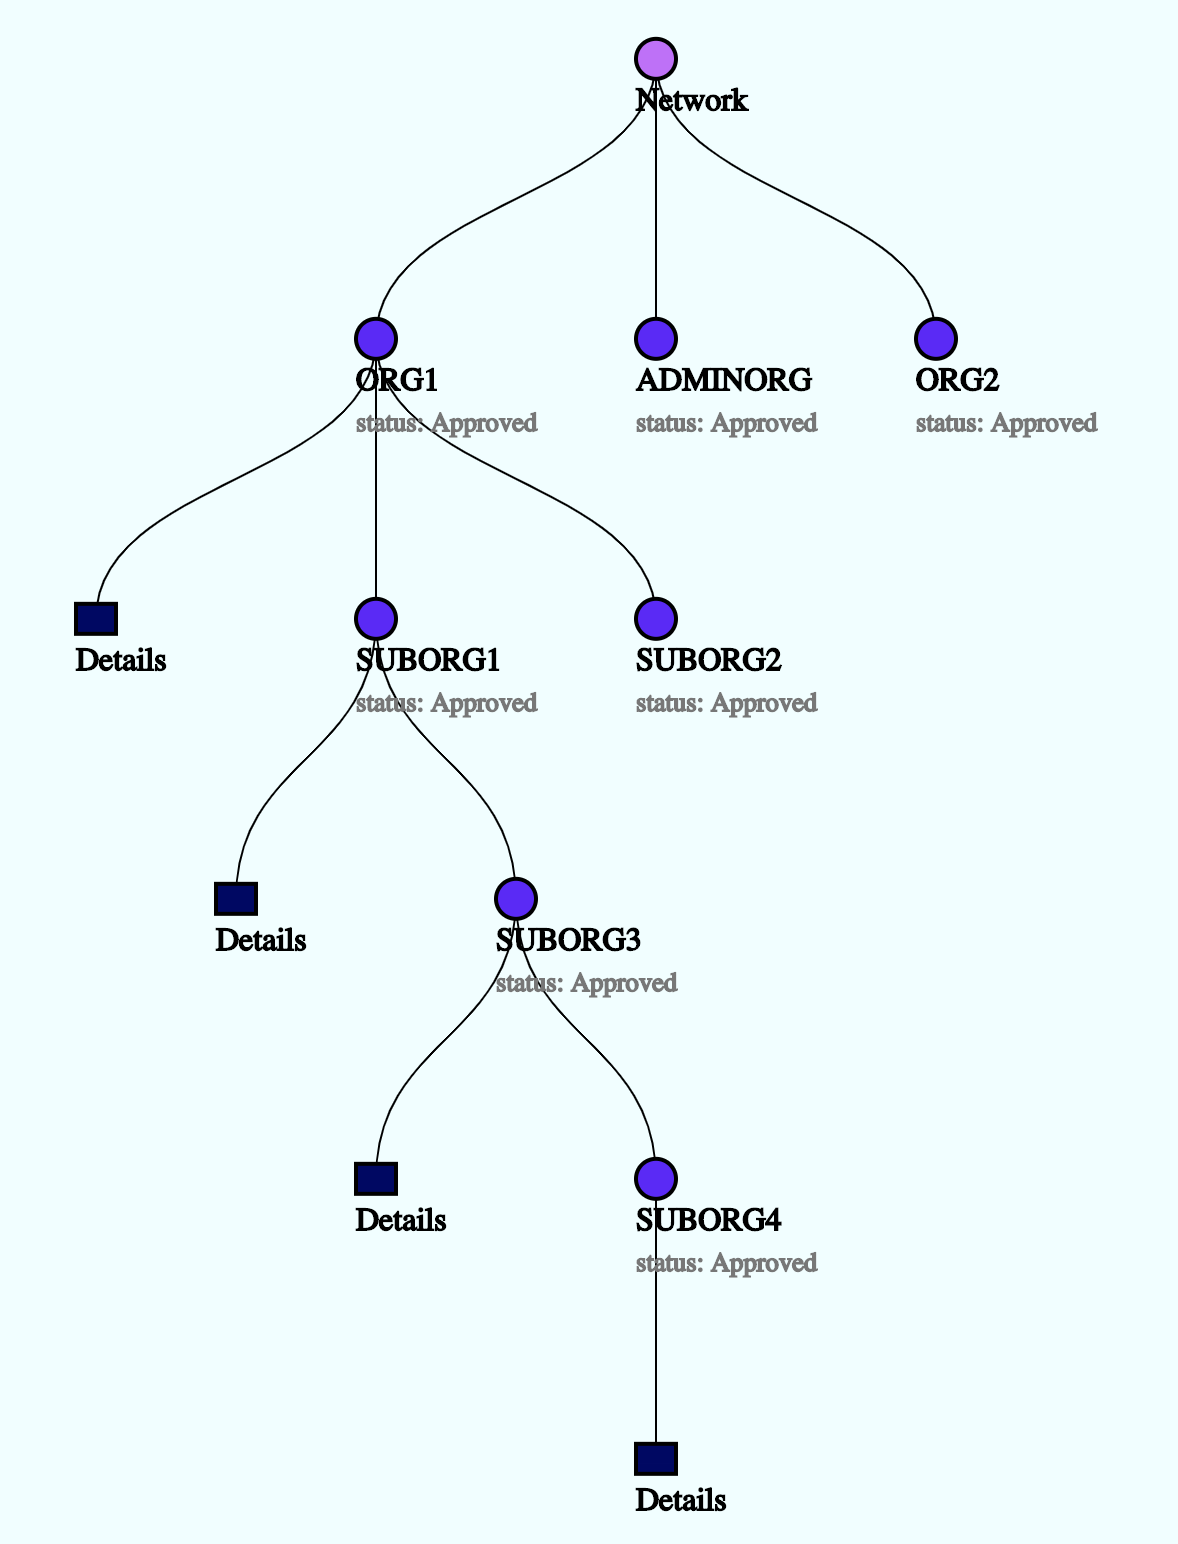 Network
ORG1
status: Approved
ADMINORG
status: Approved
ORG2
status: Approved
Details
SUBORG1
status: Approved
SUBORG2
status: Approved
Details
SUBORG3
status: Approved
Details
SUBORG4
status: Approved
Details